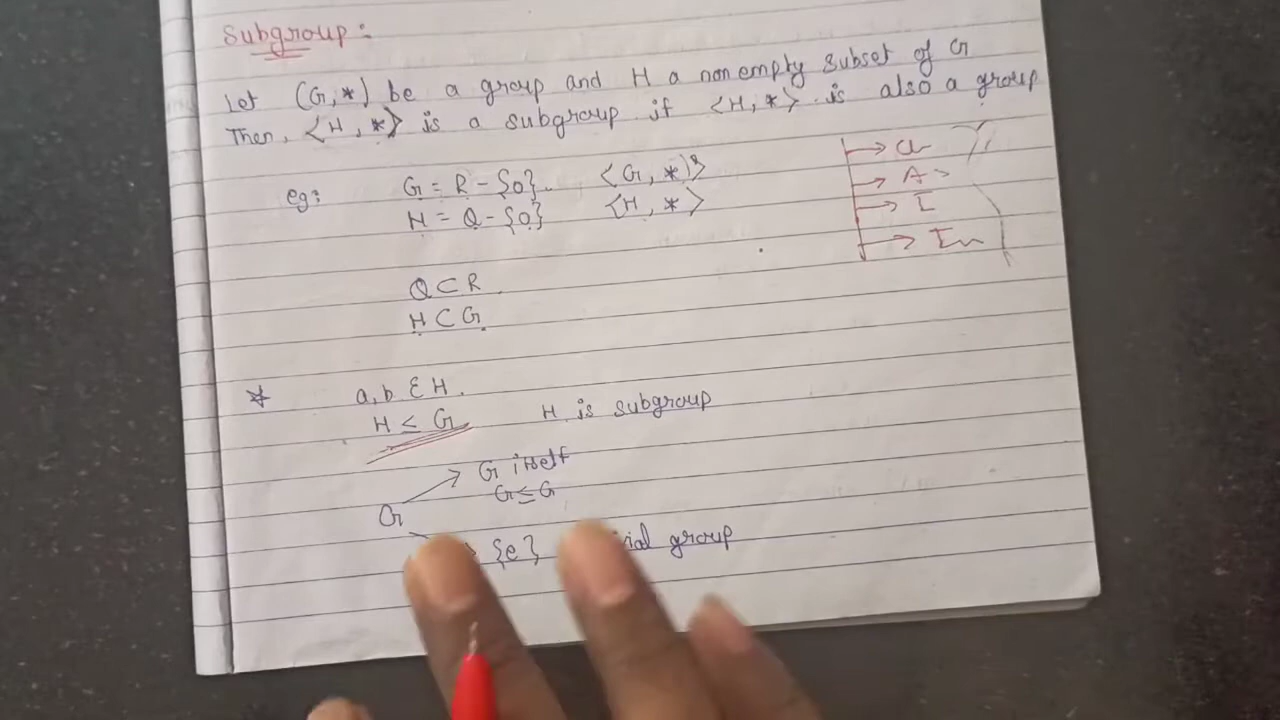 Subgroup:
Let (G, *) be a group and H a non empty subset of G
Then, <H, *> is a subgroup if <H, *> is also a group
eg: G = R - {0} <G, *>
H = Q - {0} <H, *>
→ Cl
→ A
→ I
→ In
Q ⊂ R
H ⊂ G
* a, b ∈ H.
H ≤ G H is subgroup
G itself
G ≤ G
G
{e} group